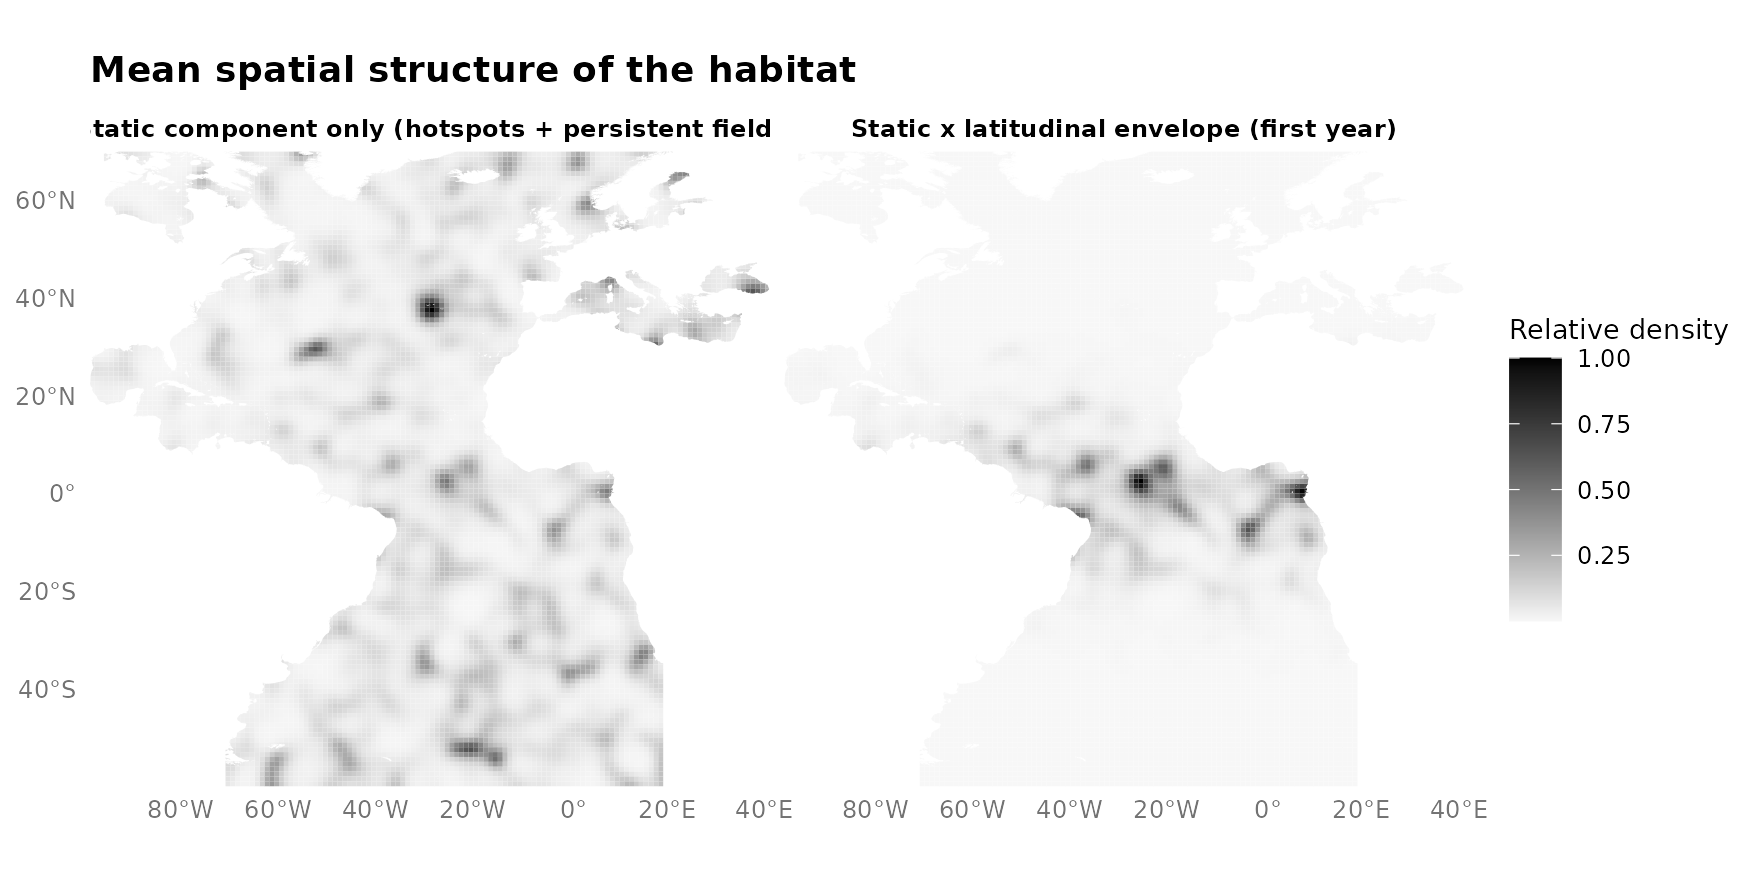 Mean spatial structure of the habitat
tatic component only (hotspots + persistent field
Static x latitudinal envelope (first year)
60°N
40°N
20°N
0°
20°S
40°S
80°W 60°W 40°W 20°W 0° 20°E 40°E
80°W 60°W 40°W 20°W 0° 20°E 40°E
Relative density
1.00
0.75
0.50
0.25